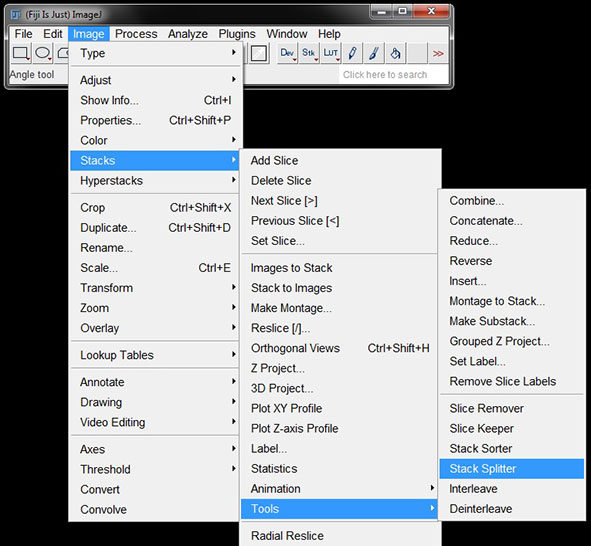 (Fiji Is Just) ImageJ
File Edit Image Process Analyze Plugins Window Help
Dev Stk LUT >>
Angle tool
Click here to search
Type
Adjust
Show Info... Ctrl+I
Properties... Ctrl+Shift+P
Color
Stacks
Hyperstacks
Crop Ctrl+Shift+X
Duplicate... Ctrl+Shift+D
Rename...
Scale... Ctrl+E
Transform
Zoom
Overlay
Lookup Tables
Annotate
Drawing
Video Editing
Axes
Threshold
Convert
Convolve
Add Slice
Delete Slice
Next Slice [>]
Previous Slice [<]
Set Slice...
Images to Stack
Stack to Images
Make Montage...
Reslice [/]...
Orthogonal Views Ctrl+Shift+H
Z Project...
3D Project...
Plot XY Profile
Plot Z-axis Profile
Label...
Statistics
Animation
Tools
Radial Reslice
Combine...
Concatenate...
Reduce...
Reverse
Insert...
Montage to Stack...
Make Substack...
Grouped Z Project...
Set Label...
Remove Slice Labels
Slice Remover
Slice Keeper
Stack Sorter
Stack Splitter
Interleave
Deinterleave